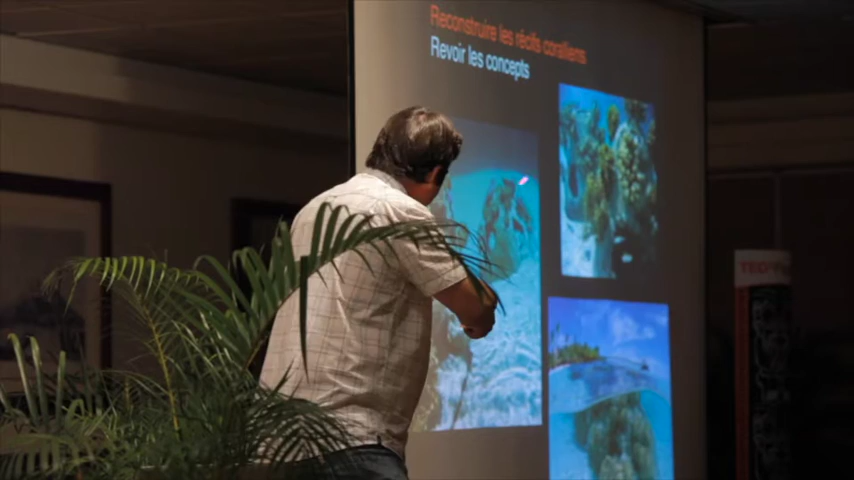 Reconstruire les récifs coralliens
Revoir les concepts